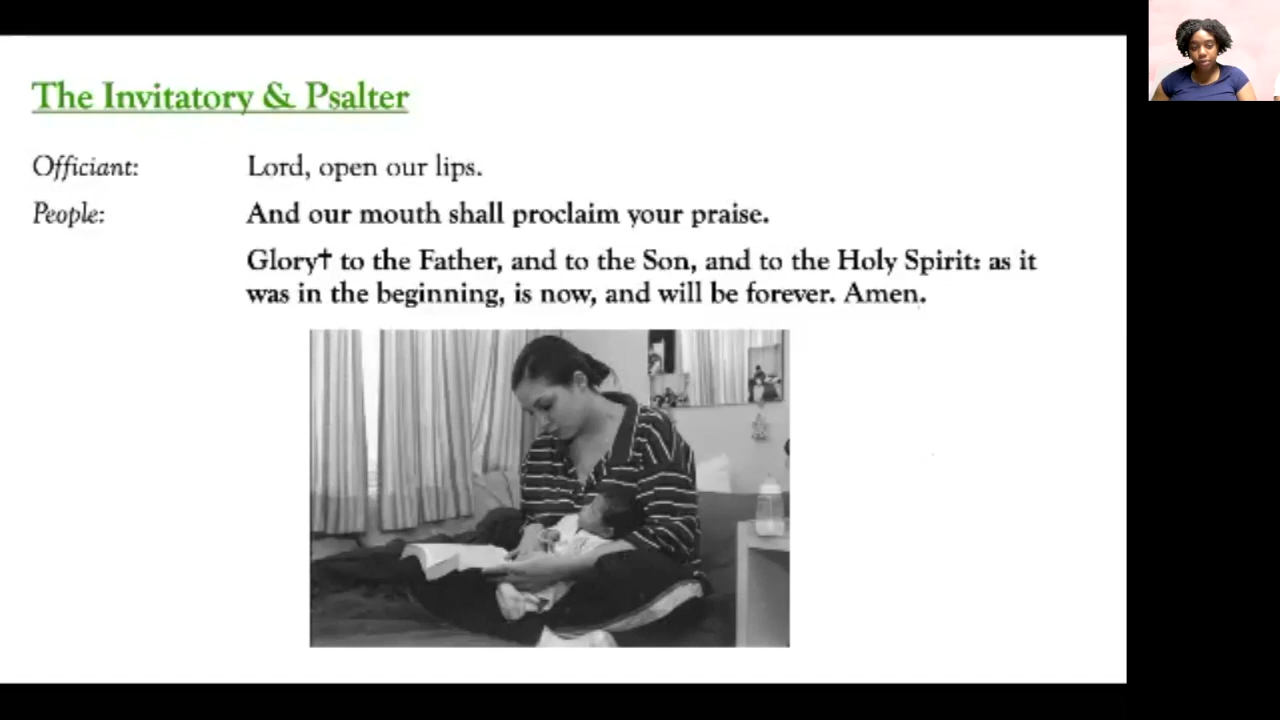 The Invitatory & Psalter
Officiant: Lord, open our lips.
People: And our mouth shall proclaim your praise.
Glory† to the Father, and to the Son, and to the Holy Spirit: as it
was in the beginning, is now, and will be forever. Amen.